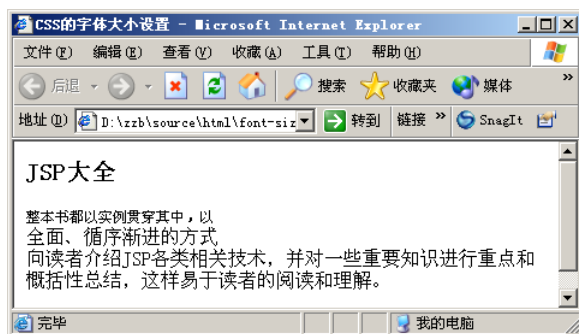 CSS的字体大小设置 - Microsoft Internet Explorer
文件(F) 编辑(E) 查看(V) 收藏(A) 工具(T) 帮助(H)
后退 搜索 收藏夹 媒体 »
地址(D) D:\zzb\source\html\font-siz 转到 链接 » SnagIt
JSP大全
整本书都以实例贯穿其中，以
全面、循序渐进的方式
向读者介绍JSP各类相关技术，并对一些重要知识进行重点和
概括性总结，这样易于读者的阅读和理解。
完毕 我的电脑